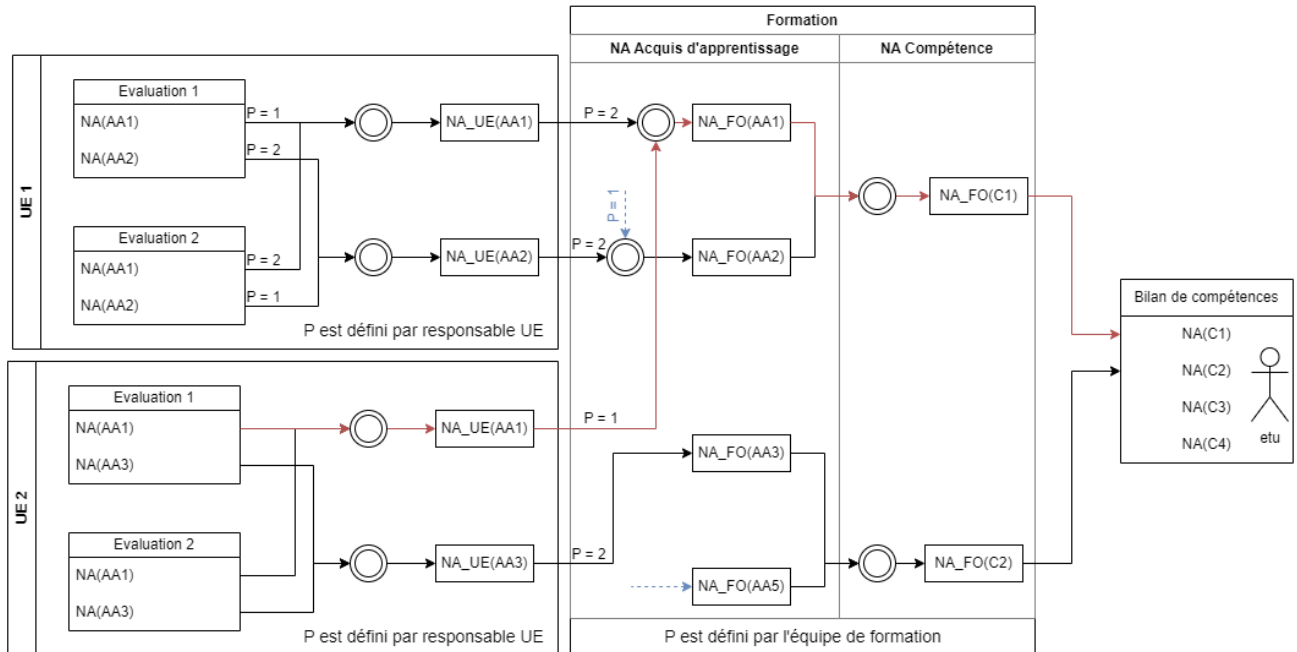 Formation
NA Acquis d'apprentissage
NA Compétence
UE 1
Evaluation 1
NA(AA1)
P = 1
NA(AA2)
P = 2
NA_UE(AA1)
Evaluation 2
NA(AA1)
P = 2
NA(AA2)
P = 1
NA_UE(AA2)
P est défini par responsable UE
P = 2
NA_FO(AA1)
P = 1
P = 2
NA_FO(AA2)
NA_FO(C1)
UE 2
Evaluation 1
NA(AA1)
NA(AA3)
NA_UE(AA1)
P = 1
Evaluation 2
NA(AA1)
NA(AA3)
NA_UE(AA3)
P = 2
P est défini par responsable UE
NA_FO(AA3)
NA_FO(AA5)
NA_FO(C2)
P est défini par l'équipe de formation
Bilan de compétences
NA(C1)
NA(C2)
NA(C3)
NA(C4)
etu